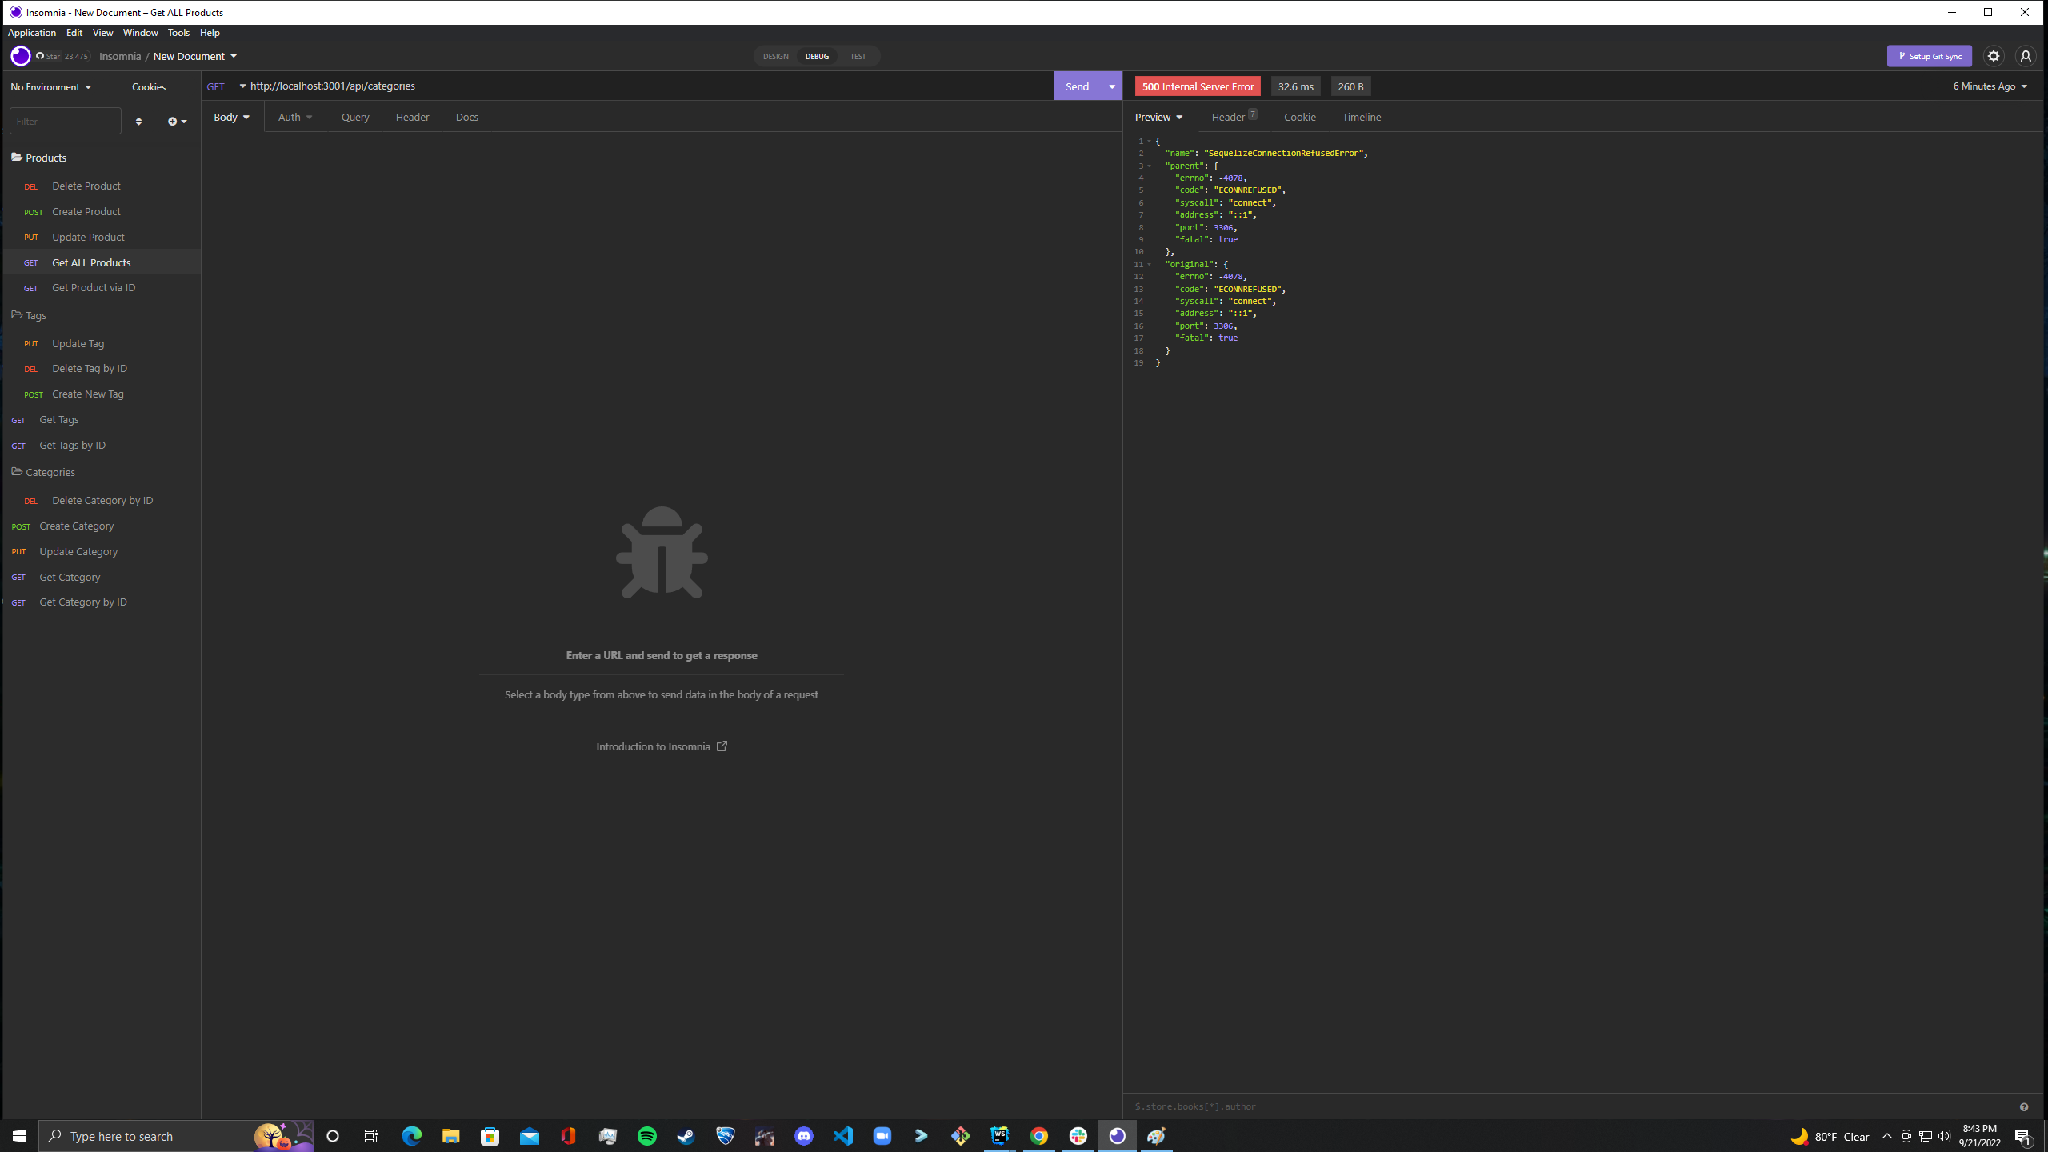 Insomnia - New Document – Get ALL Products
Application Edit View Window Tools Help
Star
Insomnia / New Document
DESIGN DEBUG TEST
Setup Git Sync
No Environment
Cookies
GET http://localhost:3001/api/categories
Send
500 Internal Server Error 32.6 ms 260 B
6 Minutes Ago
Filter
Body Auth Query Header Docs
Preview Header 7 Cookie Timeline
Products
DEL Delete Product
POST Create Product
PUT Update Product
GET Get ALL Products
GET Get Product via ID
Tags
PUT Update Tag
DEL Delete Tag by ID
POST Create New Tag
GET Get Tags
GET Get Tags by ID
Categories
DEL Delete Category by ID
POST Create Category
PUT Update Category
GET Get Category
GET Get Category by ID
Enter a URL and send to get a response
Select a body type from above to send data in the body of a request
Introduction to Insomnia
1 {
2 "name": "SequelizeConnectionRefusedError",
3 "parent": {
4 "errno": -4078,
5 "code": "ECONNREFUSED",
6 "syscall": "connect",
7 "address": "::1",
8 "port": 3306,
9 "fatal": true
10 },
11 "original": {
12 "errno": -4078,
13 "code": "ECONNREFUSED",
14 "syscall": "connect",
15 "address": "::1",
16 "port": 3306,
17 "fatal": true
18 }
19 }
$.store.books[*].author
Type here to search
WS
80°F Clear
8:43 PM
9/21/2022
1